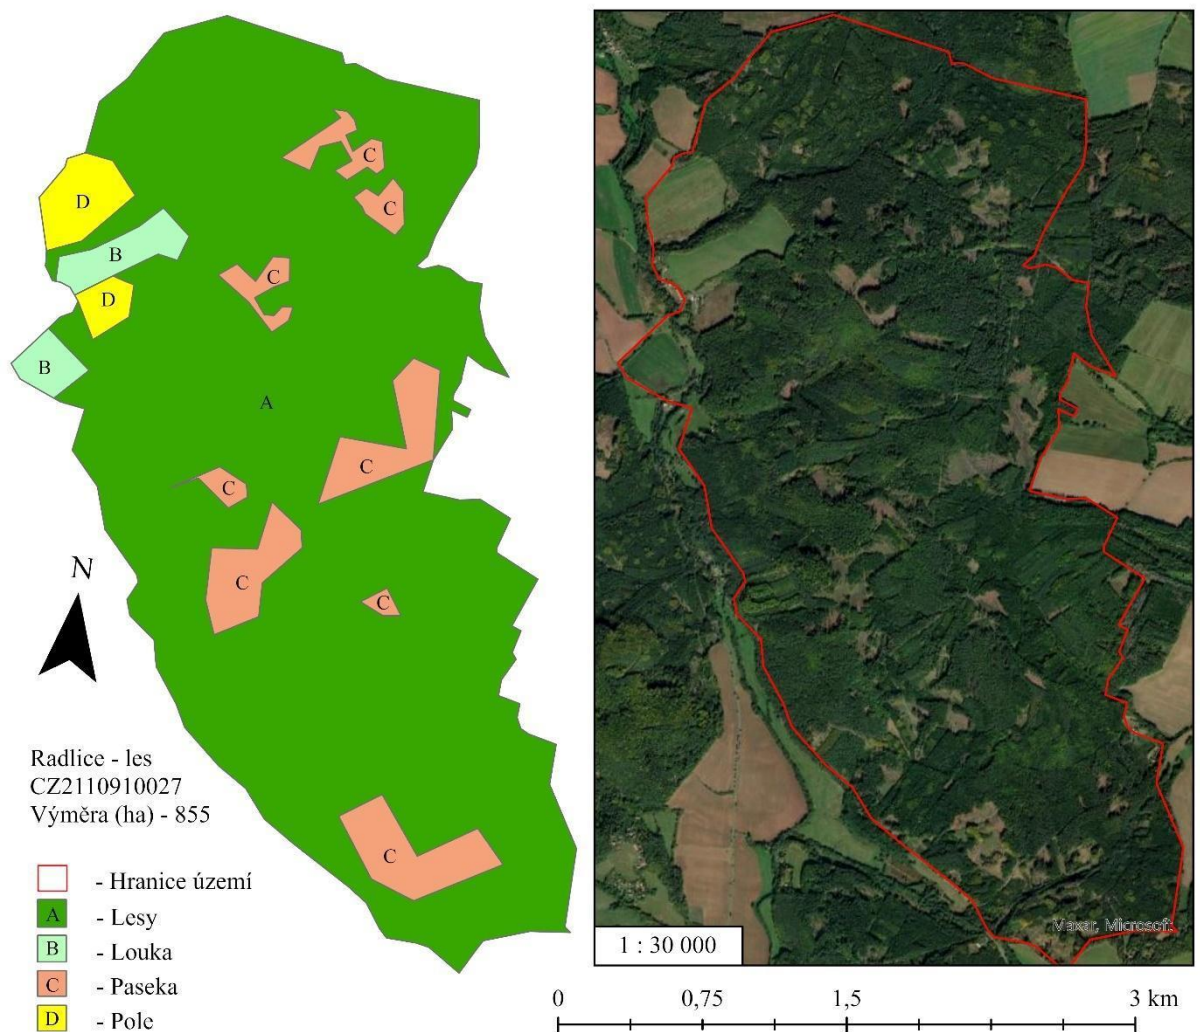 C
C
D
B
C
D
B
A
C
C
C
C
N
Radlice - les
CZ2110910027
Výměra (ha) - 855
C
- Hranice území
A - Lesy
B - Louka
C - Paseka
D - Pole
Maxar, Microsoft
1 : 30 000
0 0,75 1,5 3 km